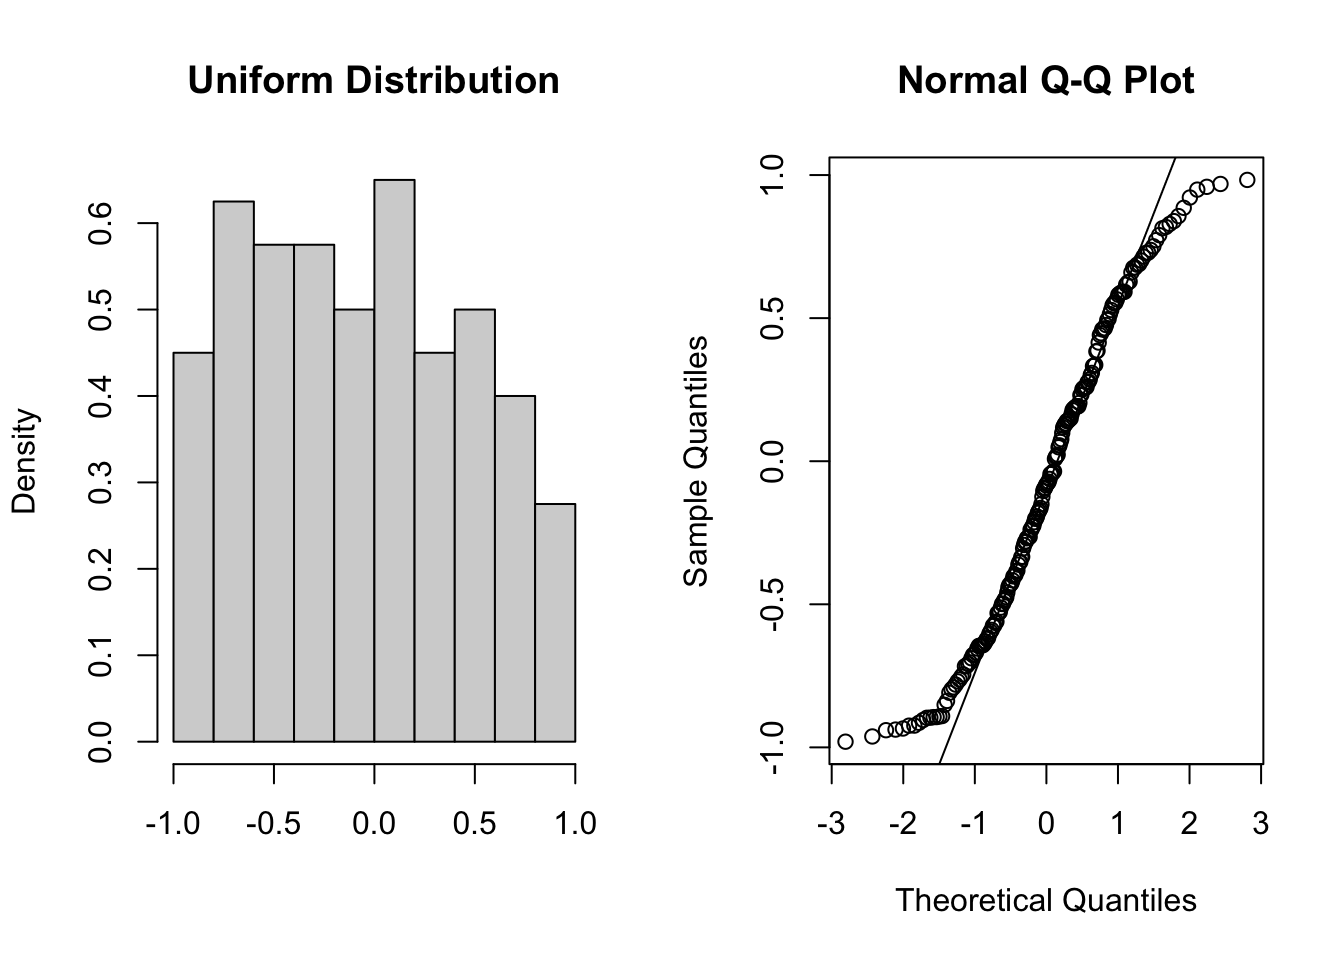 Uniform Distribution
Density
0.0 0.1 0.2 0.3 0.4 0.5 0.6
-1.0 -0.5 0.0 0.5 1.0
Normal Q-Q Plot
Sample Quantiles
-1.0 -0.5 0.0 0.5 1.0
-3 -2 -1 0 1 2 3
Theoretical Quantiles